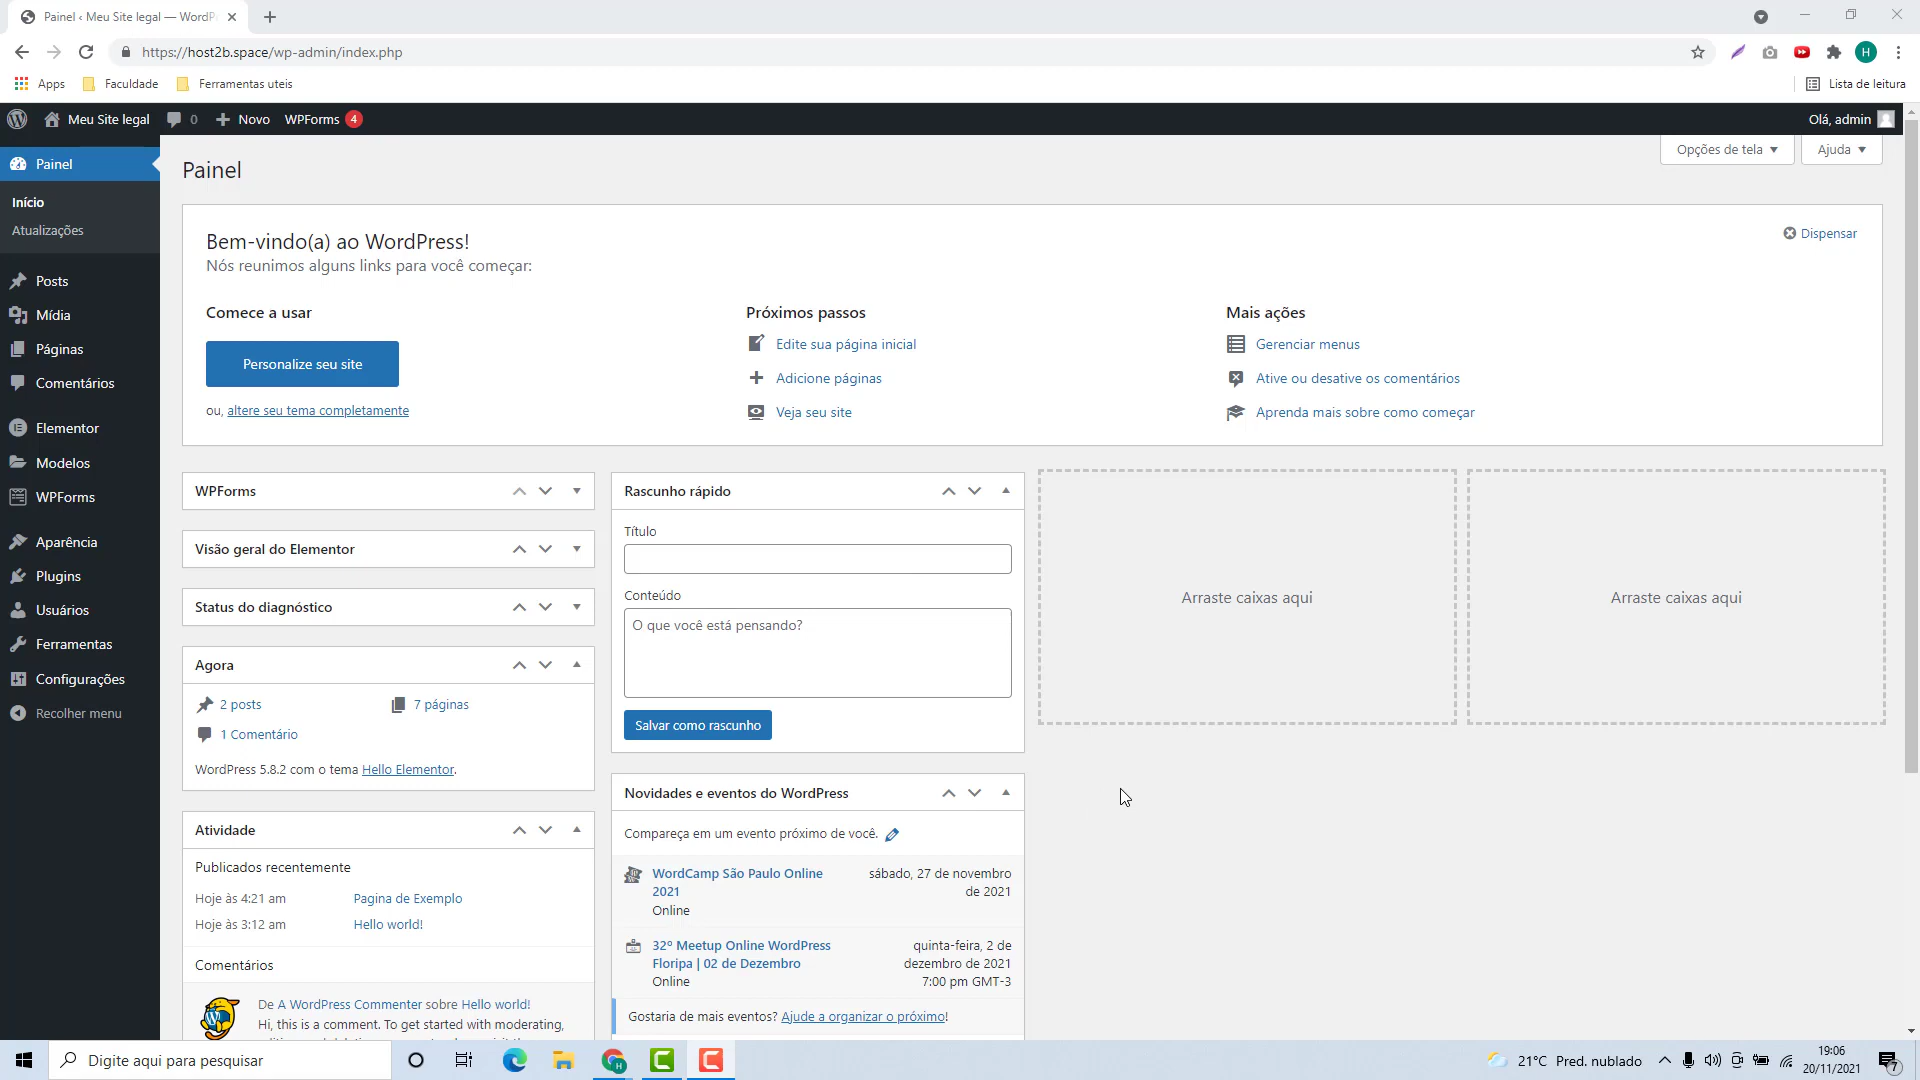 Painel ‹ Meu Site legal — WordP
https://host2b.space/wp-admin/index.php
H
Apps
Faculdade
Ferramentas uteis
Lista de leitura
Meu Site legal
0
Novo
WPForms 4
Olá, admin
Painel
Início
Atualizações
Posts
Mídia
Páginas
Comentários
Elementor
Modelos
WPForms
Aparência
Plugins
Usuários
Ferramentas
Configurações
Recolher menu
Opções de tela
Ajuda
Painel
Bem-vindo(a) ao WordPress!
Nós reunimos alguns links para você começar:
Dispensar
Comece a usar
Personalize seu site
ou, altere seu tema completamente
Próximos passos
Edite sua página inicial
Adicione páginas
Veja seu site
Mais ações
Gerenciar menus
Ative ou desative os comentários
Aprenda mais sobre como começar
WPForms
Visão geral do Elementor
Status do diagnóstico
Agora
2 posts
7 páginas
1 Comentário
WordPress 5.8.2 com o tema Hello Elementor.
Atividade
Publicados recentemente
Hoje às 4:21 am
Pagina de Exemplo
Hoje às 3:12 am
Hello world!
Comentários
De A WordPress Commenter sobre Hello world!
Hi, this is a comment. To get started with moderating,
Rascunho rápido
Título
Conteúdo
O que você está pensando?
Salvar como rascunho
Novidades e eventos do WordPress
Compareça em um evento próximo de você.
WordCamp São Paulo Online
2021
Online
sábado, 27 de novembro
de 2021
32º Meetup Online WordPress
Floripa | 02 de Dezembro
Online
quinta-feira, 2 de
dezembro de 2021
7:00 pm GMT-3
Gostaria de mais eventos? Ajude a organizar o próximo!
Arraste caixas aqui
Arraste caixas aqui
Digite aqui para pesquisar
21°C Pred. nublado
19:06
20/11/2021
7